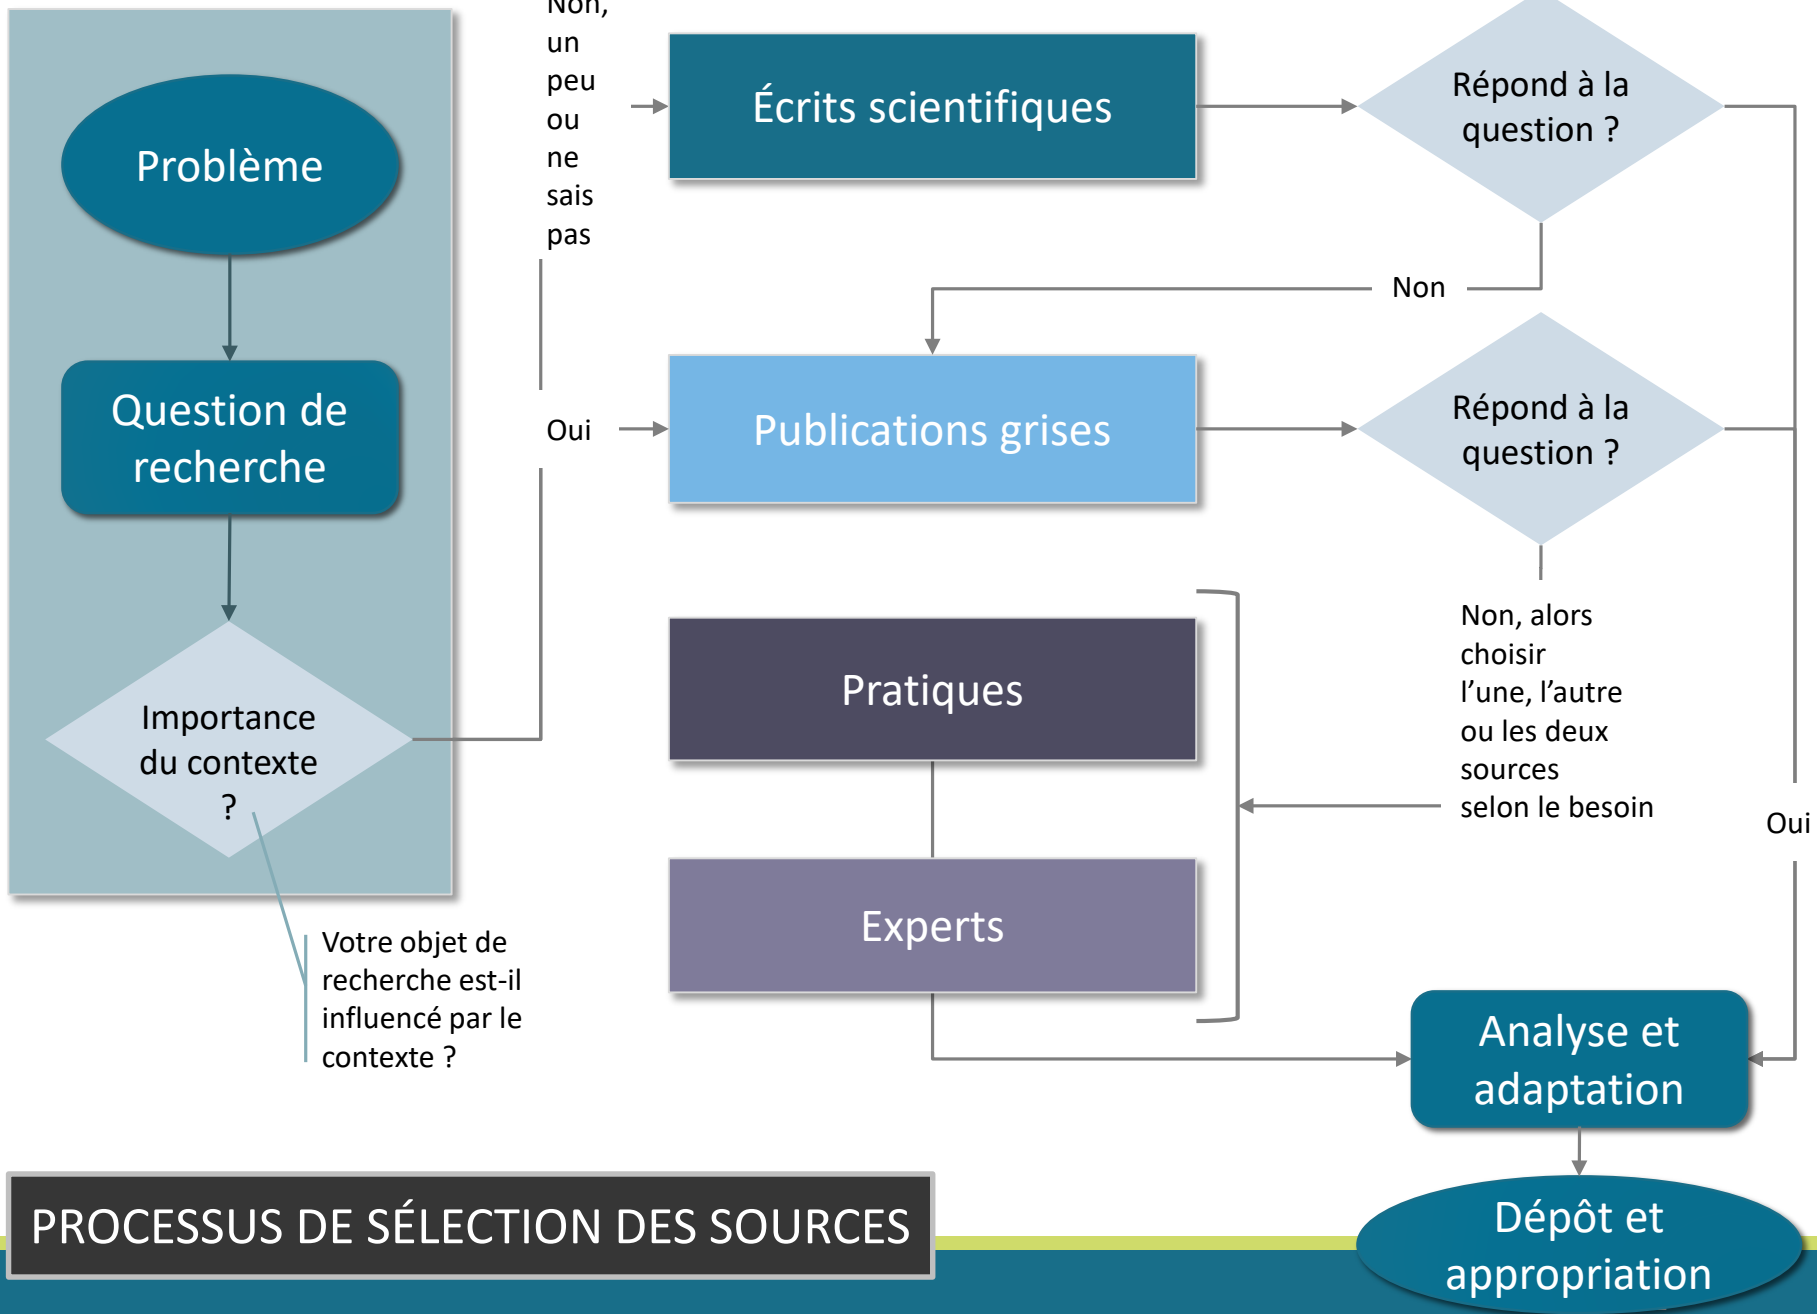 Problème
Question de
recherche
Importance
du contexte
?
Votre objet de
recherche est-il
influencé par le
contexte ?
Non,
un
peu
ou
ne
sais
pas
Oui
Écrits scientifiques
Répond à la
question ?
Non
Publications grises
Répond à la
question ?
Non, alors
choisir
l’une, l’autre
ou les deux
sources
selon le besoin
Pratiques
Experts
Oui
Analyse et
adaptation
Dépôt et
appropriation
PROCESSUS DE SÉLECTION DES SOURCES